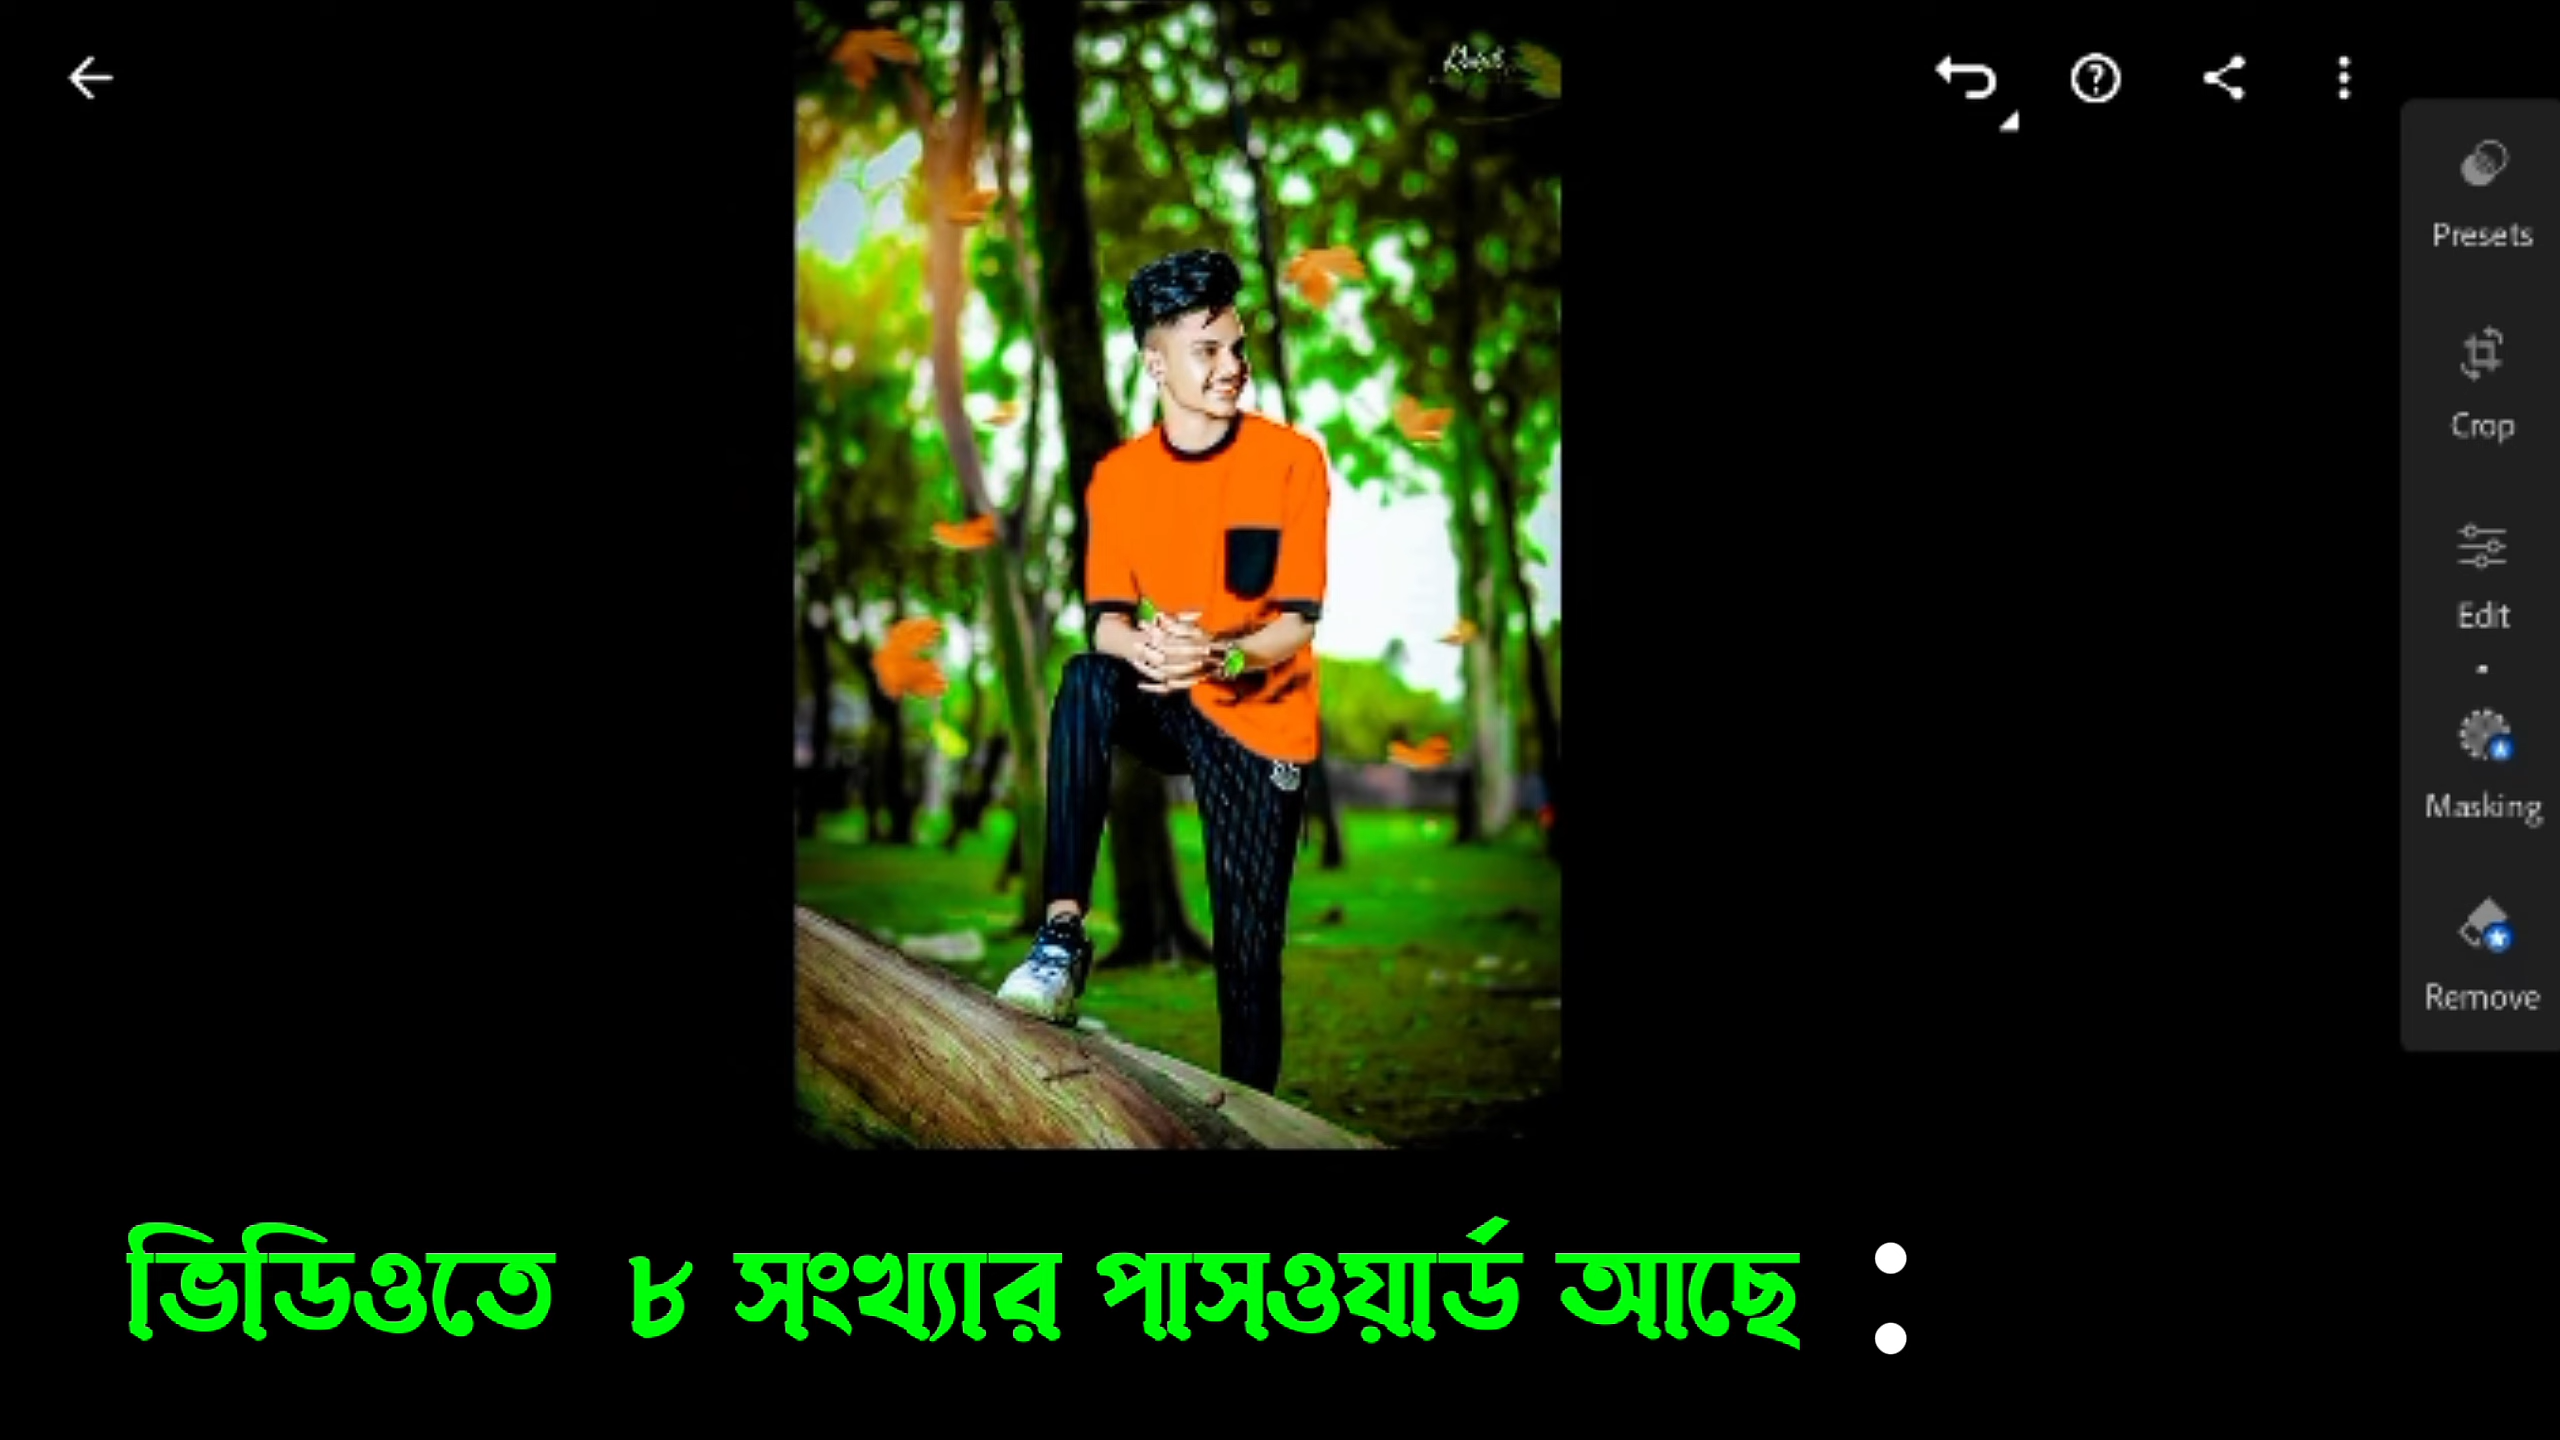 Presets
Crop
Edit
Masking
Remove
ভিডিওতে ৮ সংখ্যার পাসওয়ার্ড আছে :